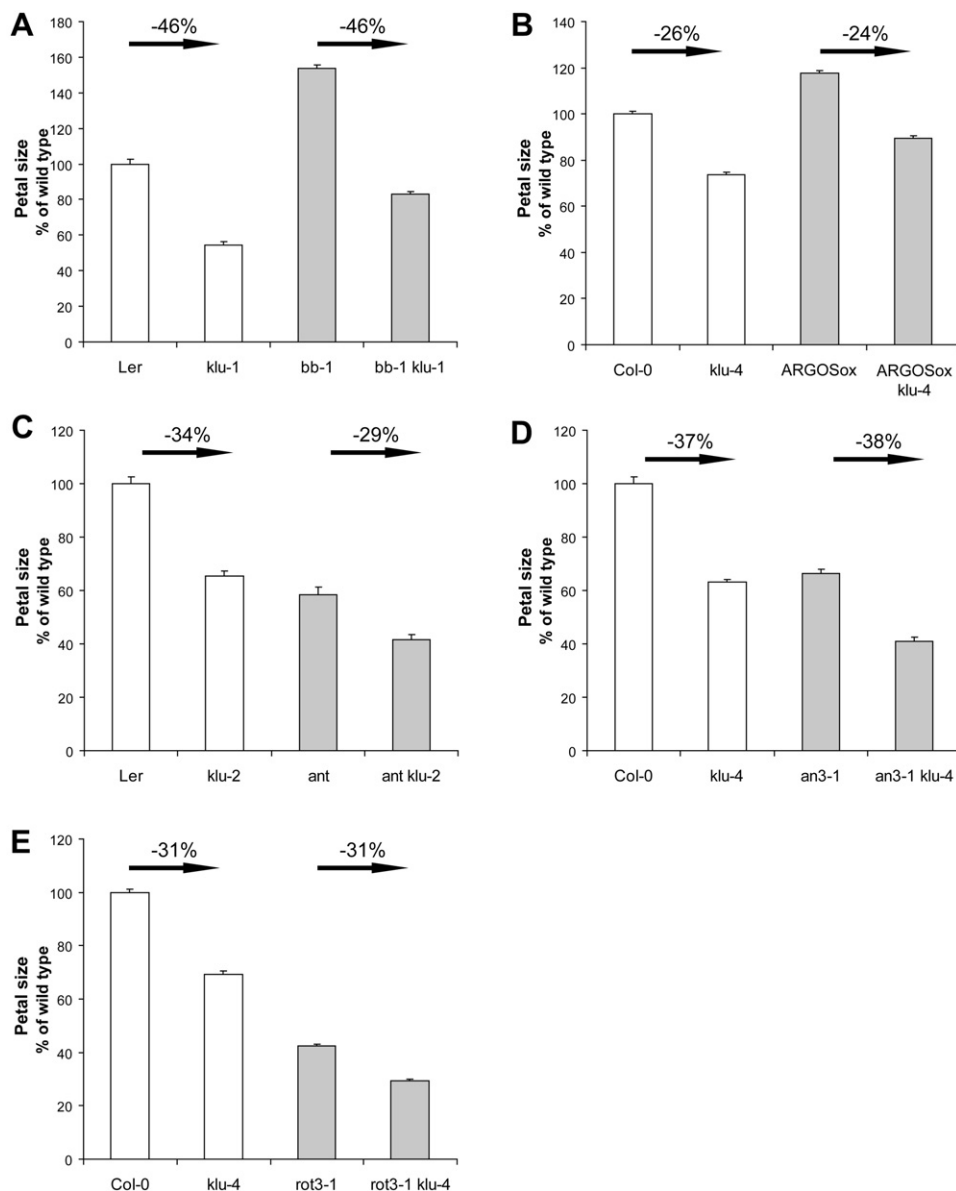 A
-46%
-46%
Petal size
% of wild type
180
160
140
120
100
80
60
40
20
0
Ler
klu-1
bb-1
bb-1 klu-1
B
-26%
-24%
Petal size
% of wild type
140
120
100
80
60
40
20
0
Col-0
klu-4
ARGOSox
ARGOSox
klu-4
C
-34%
-29%
Petal size
% of wild type
120
100
80
60
40
20
0
Ler
klu-2
ant
ant klu-2
D
-37%
-38%
Petal size
% of wild type
120
100
80
60
40
20
0
Col-0
klu-4
an3-1
an3-1 klu-4
E
-31%
-31%
Petal size
% of wild type
120
100
80
60
40
20
0
Col-0
klu-4
rot3-1
rot3-1 klu-4